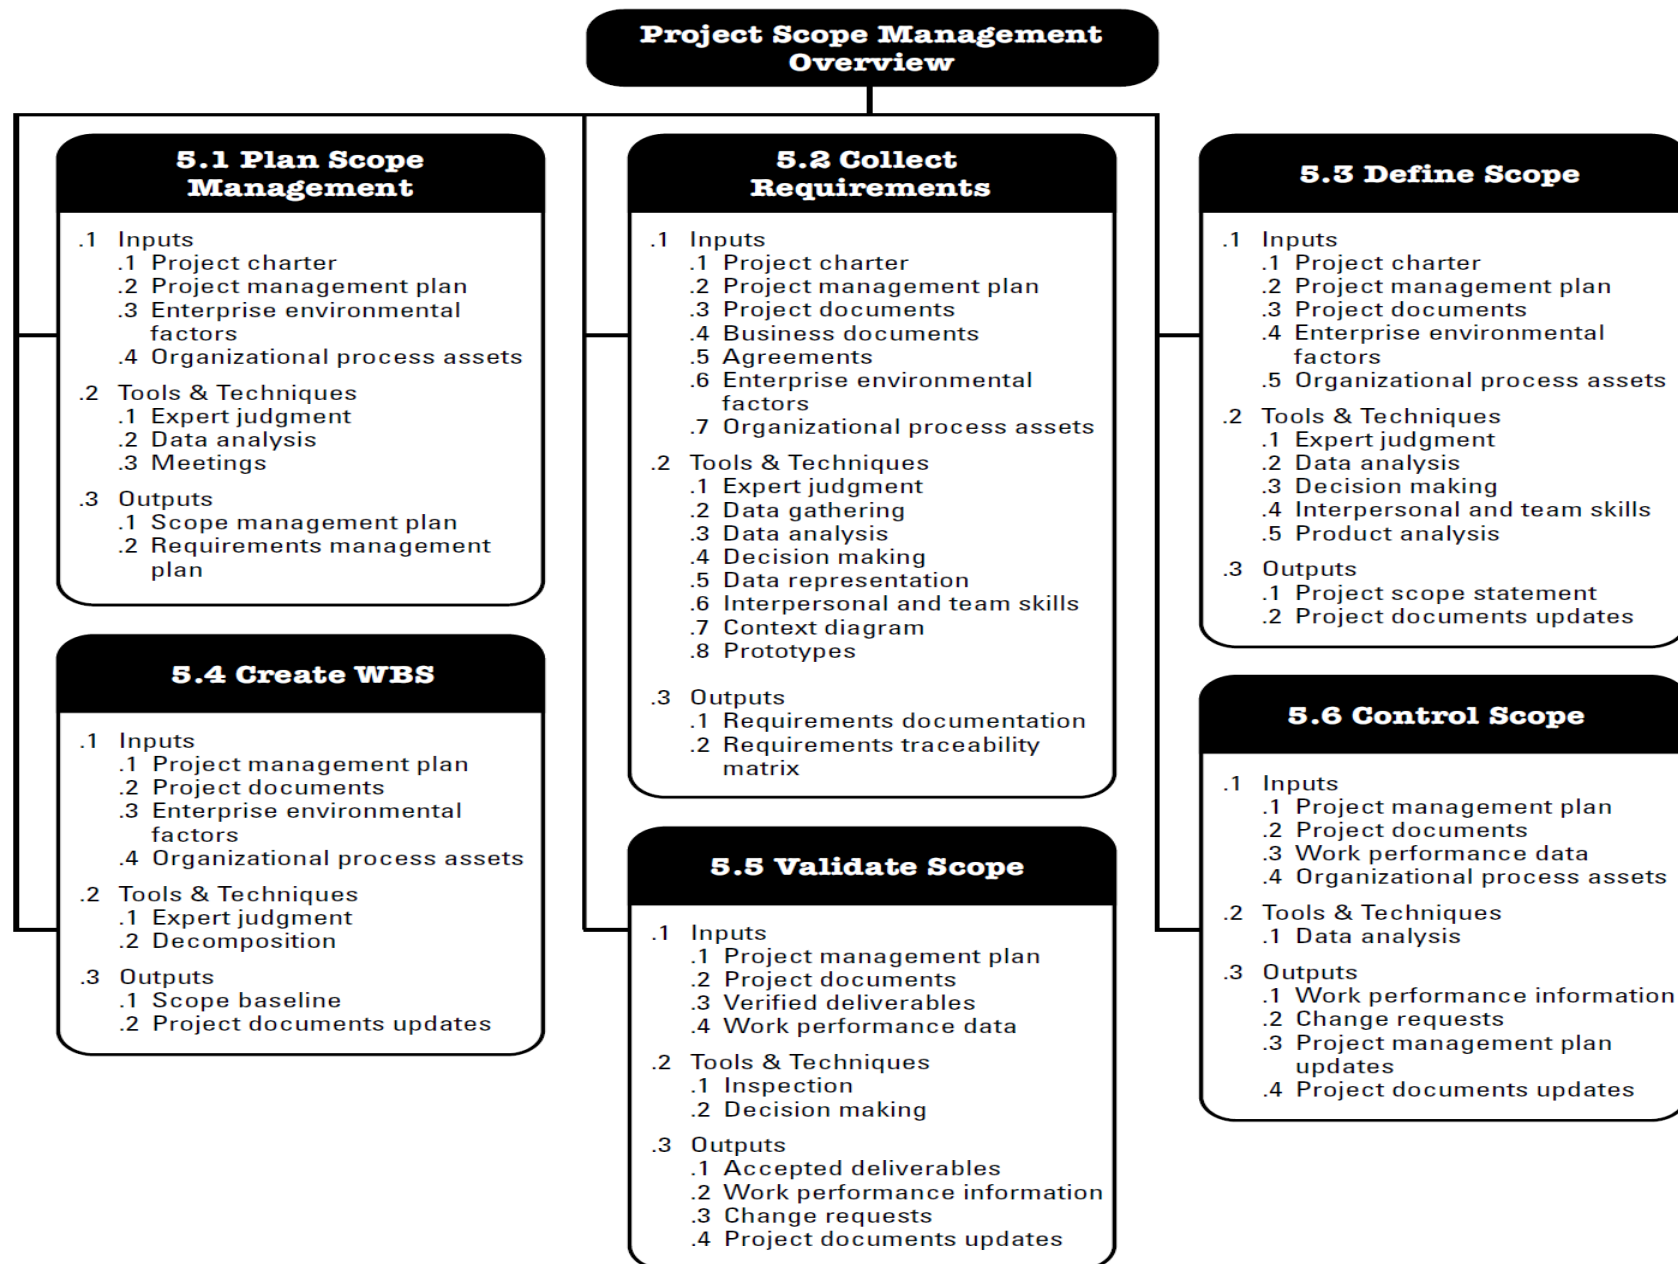 Project Scope Management
Overview
5.1 Plan Scope
Management
.1 Inputs
.1 Project charter
.2 Project management plan
.3 Enterprise environmental
factors
.4 Organizational process assets
.2 Tools & Techniques
.1 Expert judgment
.2 Data analysis
.3 Meetings
.3 Outputs
.1 Scope management plan
.2 Requirements management
plan
5.2 Collect
Requirements
.1 Inputs
.1 Project charter
.2 Project management plan
.3 Project documents
.4 Business documents
.5 Agreements
.6 Enterprise environmental
factors
.7 Organizational process assets
.2 Tools & Techniques
.1 Expert judgment
.2 Data gathering
.3 Data analysis
.4 Decision making
.5 Data representation
.6 Interpersonal and team skills
.7 Context diagram
.8 Prototypes
.3 Outputs
.1 Requirements documentation
.2 Requirements traceability
matrix
5.3 Define Scope
.1 Inputs
.1 Project charter
.2 Project management plan
.3 Project documents
.4 Enterprise environmental
factors
.5 Organizational process assets
.2 Tools & Techniques
.1 Expert judgment
.2 Data analysis
.3 Decision making
.4 Interpersonal and team skills
.5 Product analysis
.3 Outputs
.1 Project scope statement
.2 Project documents updates
5.4 Create WBS
.1 Inputs
.1 Project management plan
.2 Project documents
.3 Enterprise environmental
factors
.4 Organizational process assets
.2 Tools & Techniques
.1 Expert judgment
.2 Decomposition
.3 Outputs
.1 Scope baseline
.2 Project documents updates
5.5 Validate Scope
.1 Inputs
.1 Project management plan
.2 Project documents
.3 Verified deliverables
.4 Work performance data
.2 Tools & Techniques
.1 Inspection
.2 Decision making
.3 Outputs
.1 Accepted deliverables
.2 Work performance information
.3 Change requests
.4 Project documents updates
5.6 Control Scope
.1 Inputs
.1 Project management plan
.2 Project documents
.3 Work performance data
.4 Organizational process assets
.2 Tools & Techniques
.1 Data analysis
.3 Outputs
.1 Work performance information
.2 Change requests
.3 Project management plan
updates
.4 Project documents updates